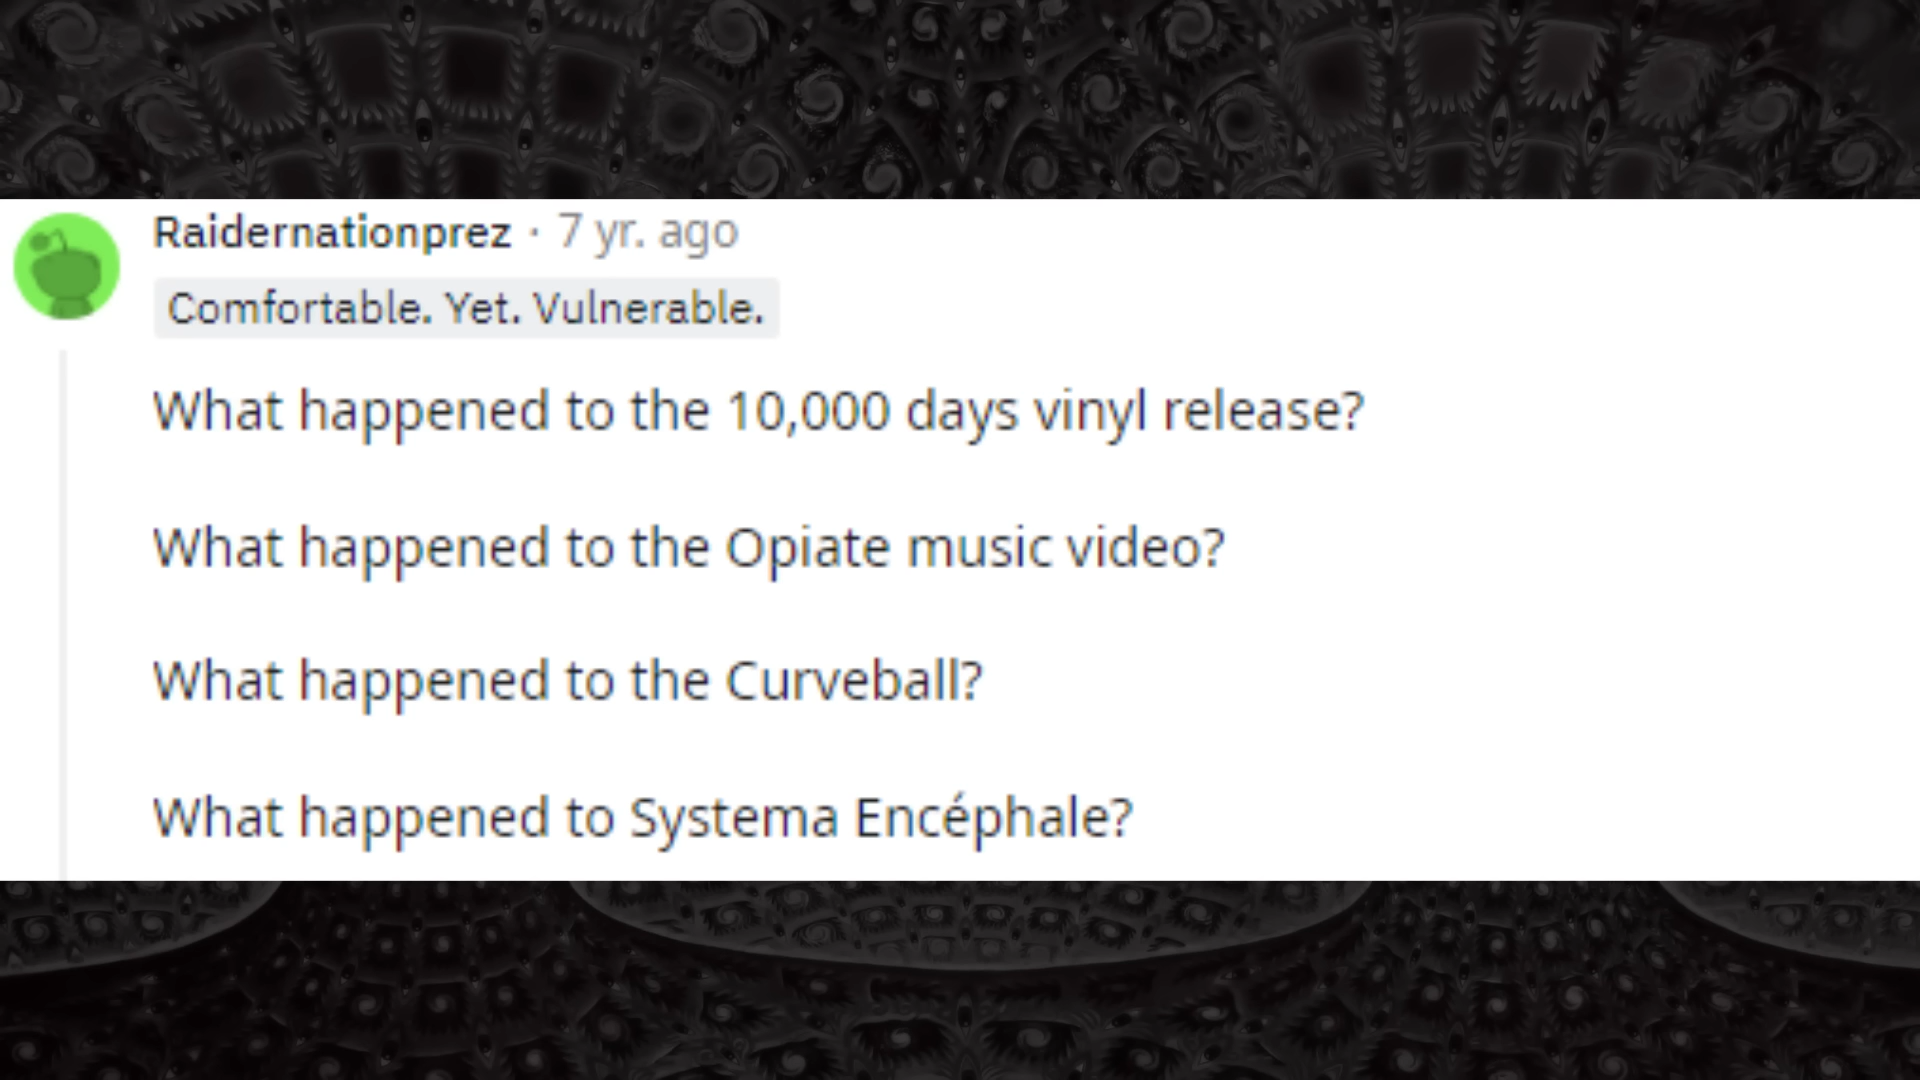 Raidernationprez · 7 yr. ago
Comfortable. Yet. Vulnerable.
What happened to the 10,000 days vinyl release?
What happened to the Opiate music video?
What happened to the Curveball?
What happened to Systema Encéphale?